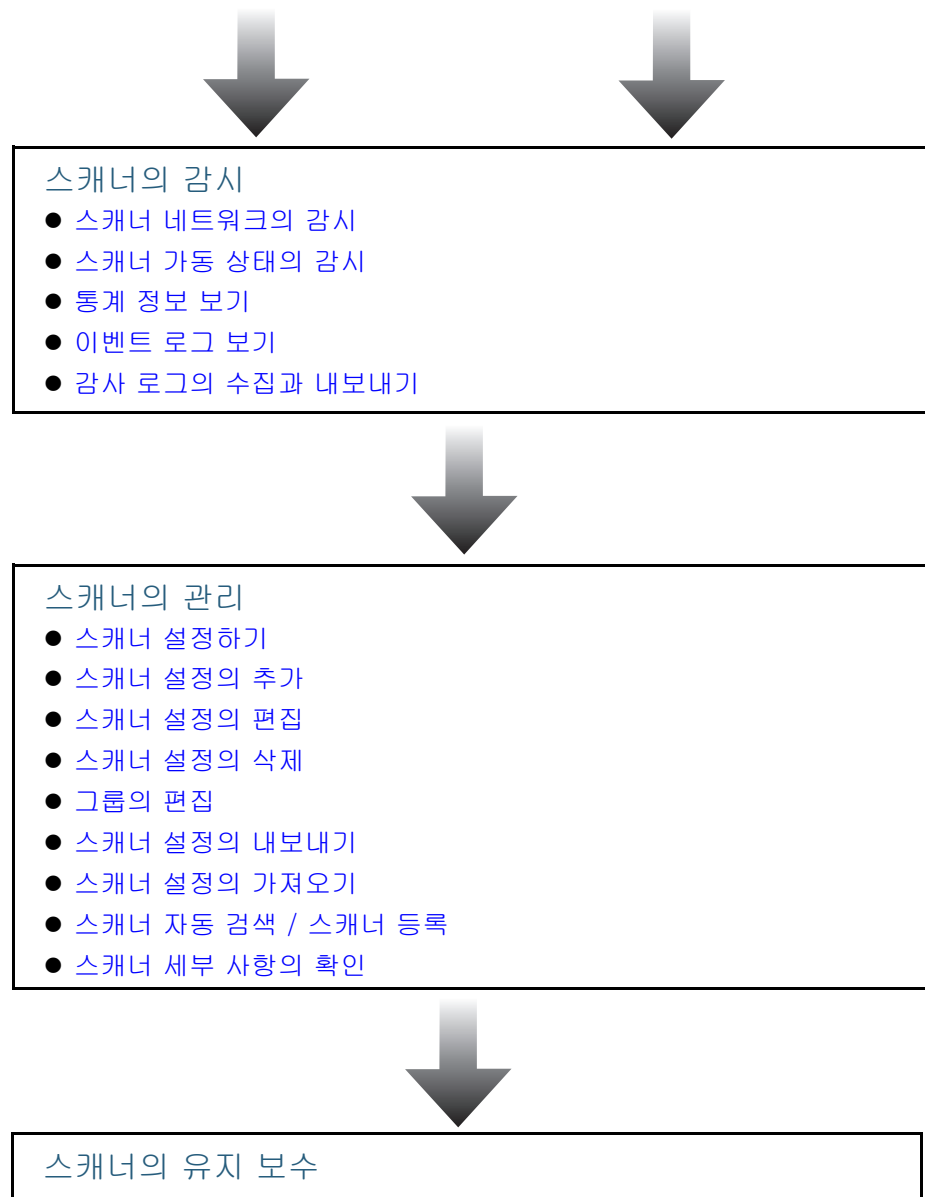 스캐너의 감시
● 스캐너 네트워크의 감시
● 스캐너 가동 상태의 감시
● 통계 정보 보기
● 이벤트 로그 보기
● 감사 로그의 수집과 내보내기
스캐너의 관리
● 스캐너 설정하기
● 스캐너 설정의 추가
● 스캐너 설정의 편집
● 스캐너 설정의 삭제
● 그룹의 편집
● 스캐너 설정의 내보내기
● 스캐너 설정의 가져오기
● 스캐너 자동 검색 / 스캐너 등록
● 스캐너 세부 사항의 확인
스캐너의 유지 보수